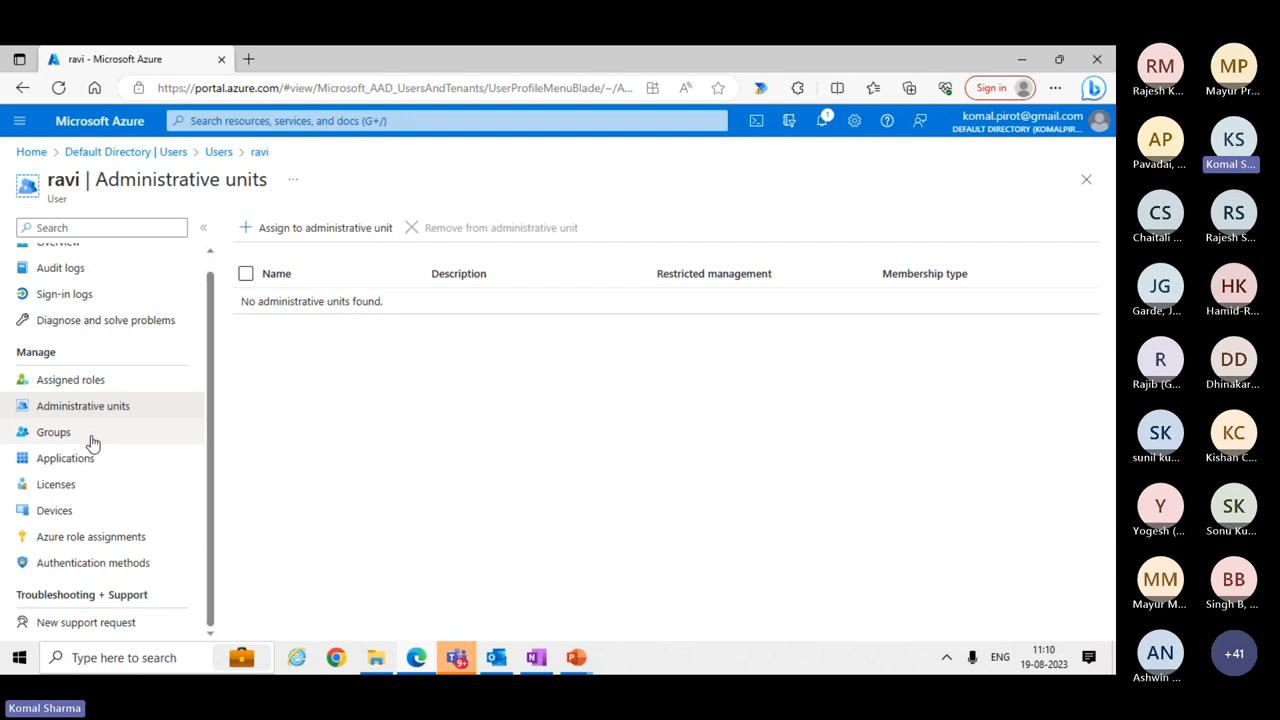 ravi - Microsoft Azure
https://portal.azure.com/#view/Microsoft_AAD_UsersAndTenants/UserProfileMenuBlade/~/A...
Sign in
Microsoft Azure
Search resources, services, and docs (G+/)
1
komal.pirot@gmail.com
DEFAULT DIRECTORY (KOMALPIR...
Home > Default Directory | Users > Users > ravi
ravi | Administrative units ...
User
Search
Overview
Audit logs
Sign-in logs
Diagnose and solve problems
Manage
Assigned roles
Administrative units
Groups
Applications
Licenses
Devices
Azure role assignments
Authentication methods
Troubleshooting + Support
New support request
Assign to administrative unit
Remove from administrative unit
Name Description Restricted management Membership type
No administrative units found.
Type here to search
9+
ENG
11:10
19-08-2023
Komal Sharma
RM MP
Rajesh K... Mayur Pr...
AP KS
Pavadai, ... Komal S...
CS RS
Chaitali ... Rajesh S...
JG HK
Garde, J... Hamid-R...
R DD
Rajib (G... Dhinakar...
SK KC
sunil ku... Kishan C...
Y SK
Yogesh (... Sonu Ku...
MM BB
Mayur M... Singh B, ...
AN +41
Ashwin ...